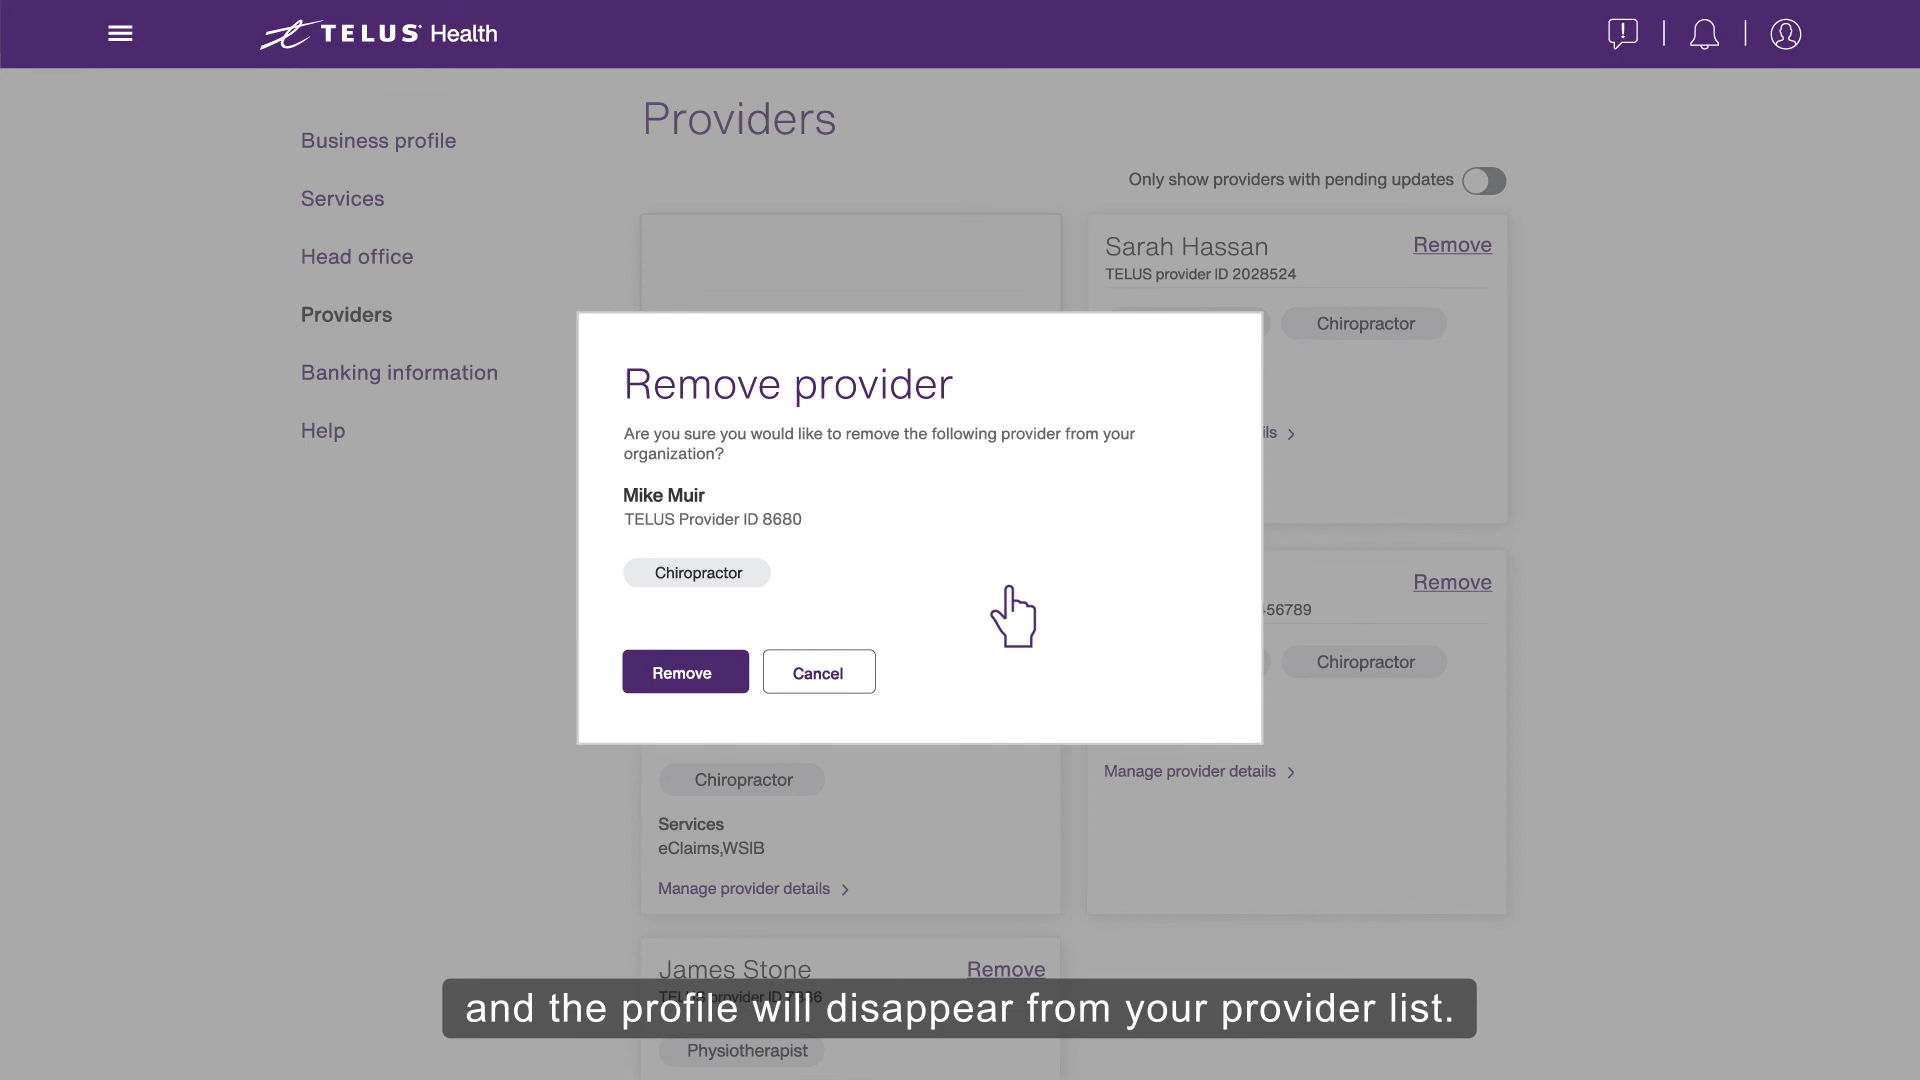 TELUS Health
Business profile
Services
Head office
Providers
Banking information
Help
Providers
Only show providers with pending updates
Sarah Hassan
Remove
TELUS provider ID 2028524
Chiropractor
ils
Remove provider
Are you sure you would like to remove the following provider from your
organization?
Mike Muir
TELUS Provider ID 8680
Chiropractor
Remove
Cancel
Remove
456789
Chiropractor
Manage provider details
Chiropractor
Services
eClaims,WSIB
Manage provider details
James Stone
Remove
TELUS provider ID
and the profile will disappear from your provider list.
Physiotherapist